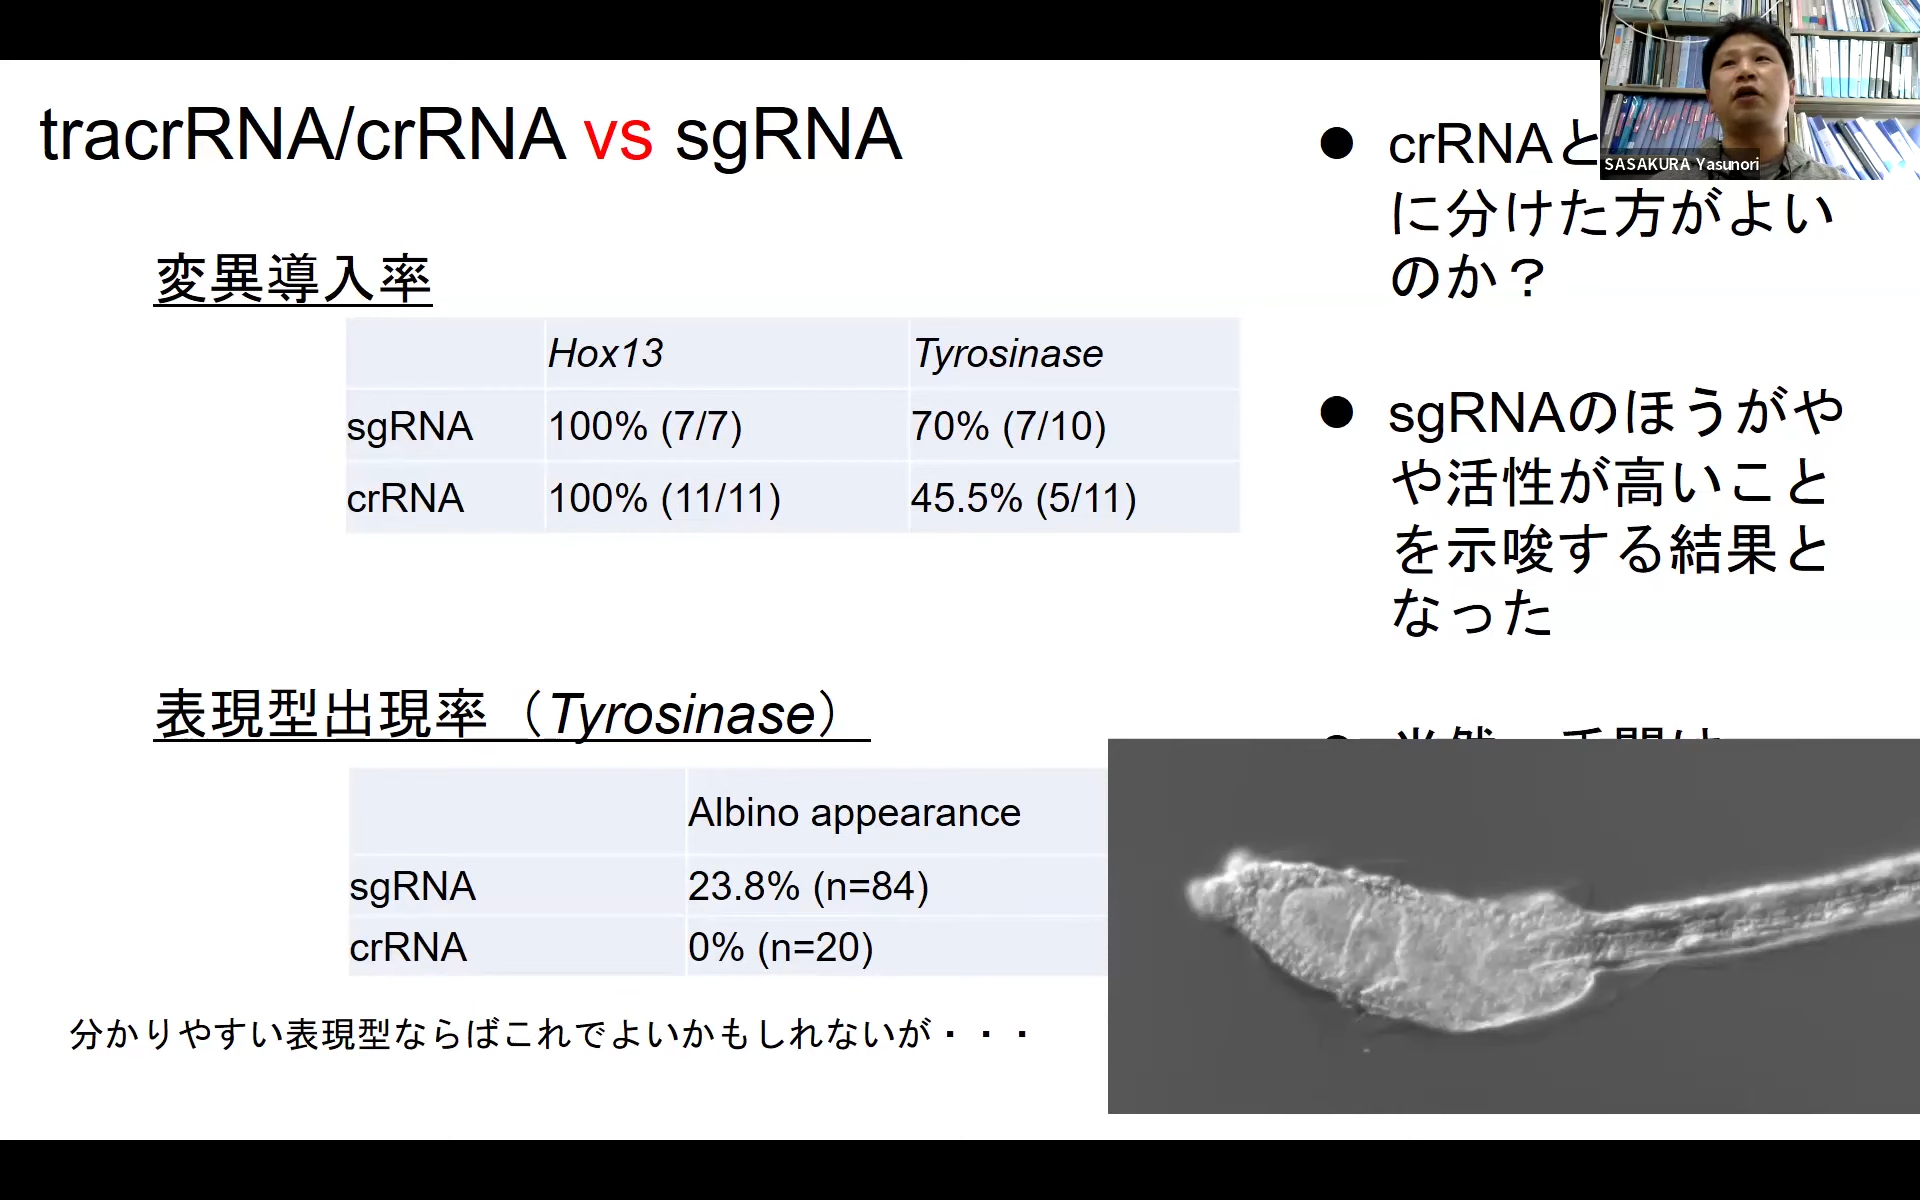 tracrRNA/crRNA vs sgRNA
変異導入率
Hox13 Tyrosinase
sgRNA 100% (7/7) 70% (7/10)
crRNA 100% (11/11) 45.5% (5/11)
表現型出現率（Tyrosinase）
Albino appearance
sgRNA 23.8% (n=84)
crRNA 0% (n=20)
分かりやすい表現型ならばこれでよいかもしれないが・・・
● crRNAと
に分けた方がよい
のか？
● sgRNAのほうがや
や活性が高いこと
を示唆する結果と
なった
SASAKURA Yasunori